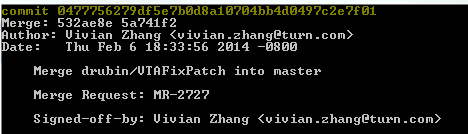 commit 0477756279df5e7b0d8a10704bb4d0497c2e7f01
Merge: 532ae8e 5a741f2
Author: Vivian Zhang <vivian.zhang@turn.com>
Date:   Thu Feb 6 18:33:56 2014 -0800
Merge drubin/VTAFixPatch into master
Merge Request: MR-2727
Signed-off-by: Vivian Zhang <vivian.zhang@turn.com>